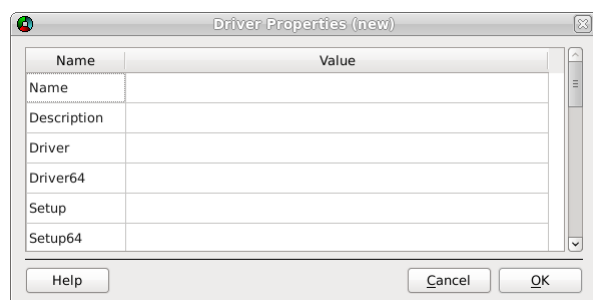 Driver Properties (new)
Name Value
Name
Description
Driver
Driver64
Setup
Setup64
Help Cancel OK